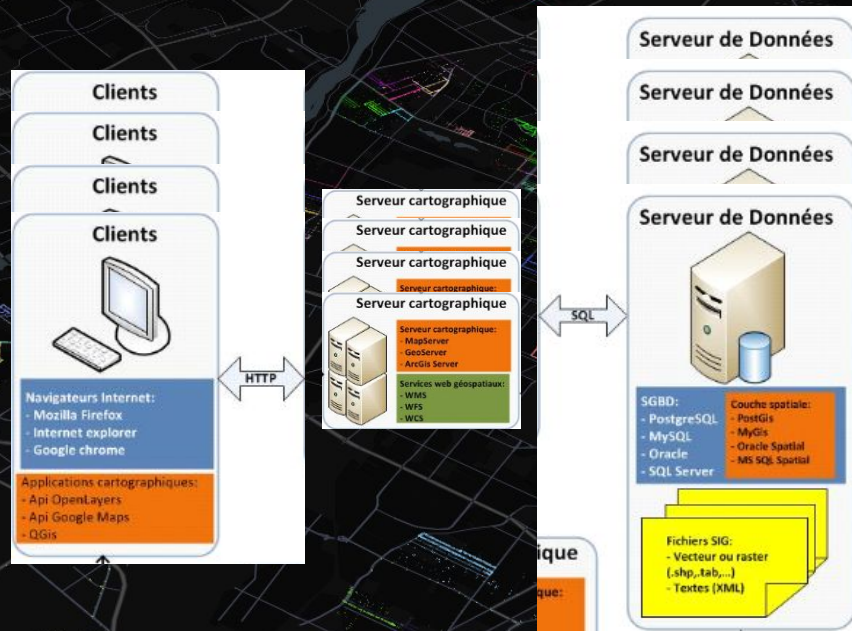 Clients
Clients
Clients
Clients
Navigateurs Internet:
- Mozilla Firefox
- Internet explorer
- Google chrome
Applications cartographiques:
- Api OpenLayers
- Api Google Maps
- QGis
HTTP
Serveur cartographique
Serveur cartographique
Serveur cartographique
Serveur cartographique:
Serveur cartographique
Serveur cartographique:
- MapServer
- GeoServer
- ArcGis Server
Services web géospatiaux:
- WMS
- WFS
- WCS
SQL
Serveur de Données
Serveur de Données
Serveur de Données
Serveur de Données
SGBD:
- PostgreSQL
- MySQL
- Oracle
- SQL Server
Couche spatiale:
- PostGis
- MyGis
- Oracle Spatial
- MS SQL Spatial
Fichiers SIG:
- Vecteur ou raster
(.shp,.tab,...)
- Textes (XML)
ique
que: